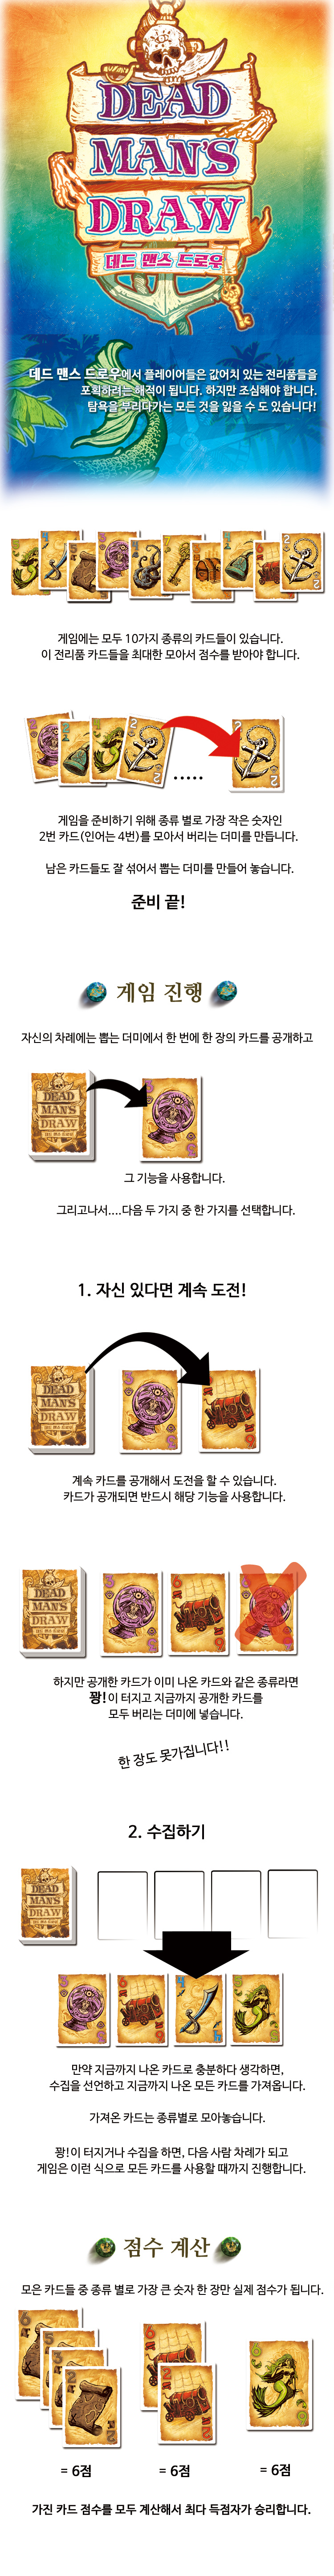 DEAD
MAN'S
DRAW
데드 맨스 드로우
데드 맨스 드로우에서 플레이어들은 값어치 있는 전리품들을
포획하려는 해적이 됩니다. 하지만 조심해야 합니다.
탐욕을 부리다가는 모든 것을 잃을 수 도 있습니다!
게임에는 모두 10가지 종류의 카드들이 있습니다.
이 전리품 카드들을 최대한 모아서 점수를 받아야 합니다.
.....
게임을 준비하기 위해 종류 별로 가장 작은 숫자인
2번 카드(인어는 4번)를 모아서 버리는 더미를 만듭니다.
남은 카드들도 잘 섞어서 뽑는 더미를 만들어 놓습니다.
준비 끝!
게임 진행
자신의 차례에는 뽑는 더미에서 한 번에 한 장의 카드를 공개하고
DEAD
MAN'S
DRAW
그 기능을 사용합니다.
그리고나서....다음 두 가지 중 한 가지를 선택합니다.
1. 자신 있다면 계속 도전!
DEAD
MAN'S
DRAW
계속 카드를 공개해서 도전을 할 수 있습니다.
카드가 공개되면 반드시 해당 기능을 사용합니다.
DEAD
MAN'S
DRAW
하지만 공개한 카드가 이미 나온 카드와 같은 종류라면
꽝!이 터지고 지금까지 공개한 카드를
모두 버리는 더미에 넣습니다.
한 장도 못가집니다!!
2. 수집하기
DEAD
MAN'S
DRAW
만약 지금까지 나온 카드로 충분하다 생각하면,
수집을 선언하고 지금까지 나온 모든 카드를 가져옵니다.
가져온 카드는 종류별로 모아놓습니다.
꽝!이 터지거나 수집을 하면, 다음 사람 차례가 되고
게임은 이런 식으로 모든 카드를 사용할 때까지 진행합니다.
점수 계산
모은 카드들 중 종류 별로 가장 큰 숫자 한 장만 실제 점수가 됩니다.
= 6점
= 6점
= 6점
가진 카드 점수를 모두 계산해서 최다 득점자가 승리합니다.